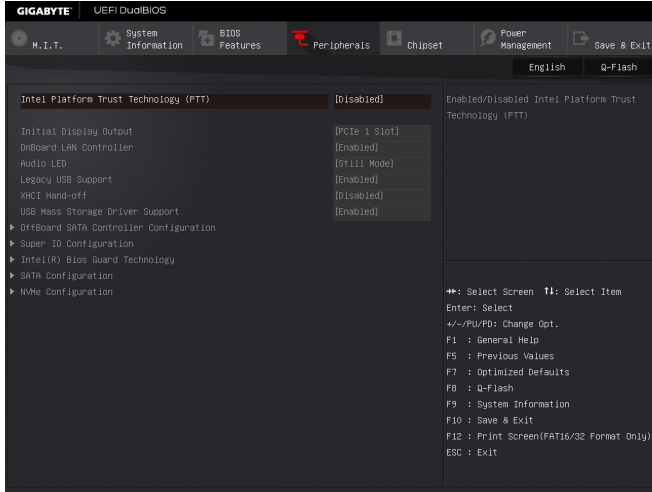 GIGABYTE™ UEFI DualBIOS
M.I.T.
System Information
BIOS Features
Peripherals
Chipset
Power Management
Save & Exit
English
Q-Flash
Intel Platform Trust Technology (PTT) [Disabled]
Initial Display Output [PCIe 1 Slot]
OnBoard LAN Controller [Enabled]
Audio LED [Still Mode]
Legacy USB Support [Enabled]
XHCI Hand-off [Disabled]
USB Mass Storage Driver Support [Enabled]
OffBoard SATA Controller Configuration
Super IO Configuration
Intel(R) Bios Guard Technology
SATA Configuration
NVMe Configuration
Enabled/Disabled Intel Platform Trust
Technology (PTT)
→←: Select Screen ↑↓: Select Item
Enter: Select
+/-/PU/PD: Change Opt.
F1 : General Help
F5 : Previous Values
F7 : Optimized Defaults
F8 : Q-Flash
F9 : System Information
F10 : Save & Exit
F12 : Print Screen(FAT16/32 Format Only)
ESC : Exit